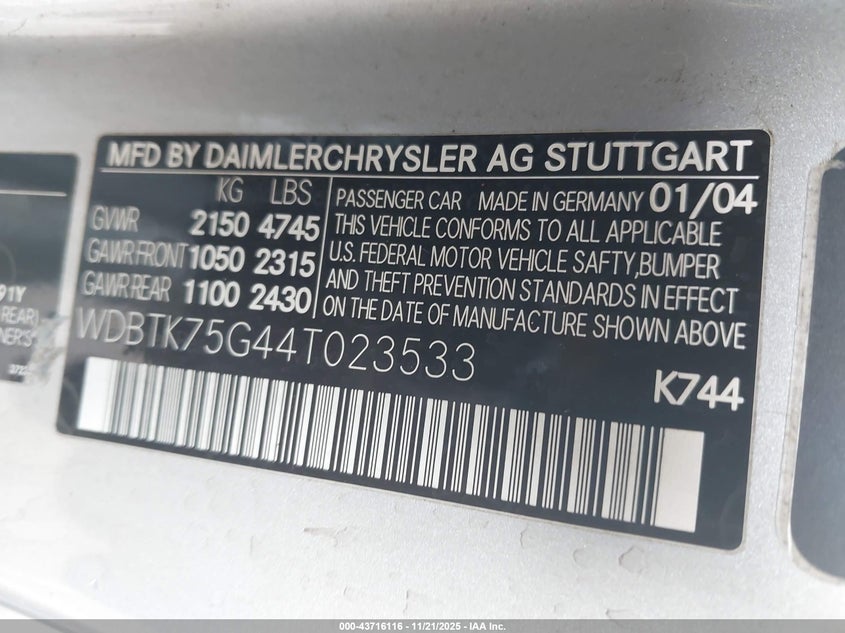 MFD BY DAIMLERCHRYSLER AG STUTTGART
KG LBS
GVWR 2150 4745
GAWR FRONT 1050 2315
GAWR REAR 1100 2430
PASSENGER CAR MADE IN GERMANY 01/04
THIS VEHICLE CONFORMS TO ALL APPLICABLE
U.S. FEDERAL MOTOR VEHICLE SAFTY,BUMPER
AND THEFT PREVENTION STANDARDS IN EFFECT
ON THE DATE OF MANUFACTURE SHOWN ABOVE
WDBTK75G44T023533
K744
91Y
REAR)
NER'S
000-43716116 - 11/21/2025 - IAA Inc.